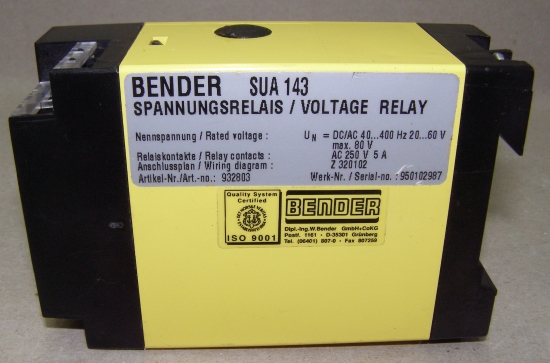 BENDER SUA 143
SPANNUNGSRELAIS / VOLTAGE RELAY
Nennspannung / Rated voltage : UN = DC/AC 40...400 Hz 20...60 V
max. 80 V
Relaiskontakte / Relay contacts : AC 250 V 5 A
Anschlussplan / Wiring diagram : Z 320102
Artikel-Nr./Art.-no.: 932803 Werk-Nr. / Serial-no.: 950102987
Quality System
Certified
ISO 9001
BENDER
Dipl.-Ing.W.Bender GmbH+CoKG
Postf. 1161 • D-35301 Grünberg
Tel. (06401) 807-0 • Fax 807259